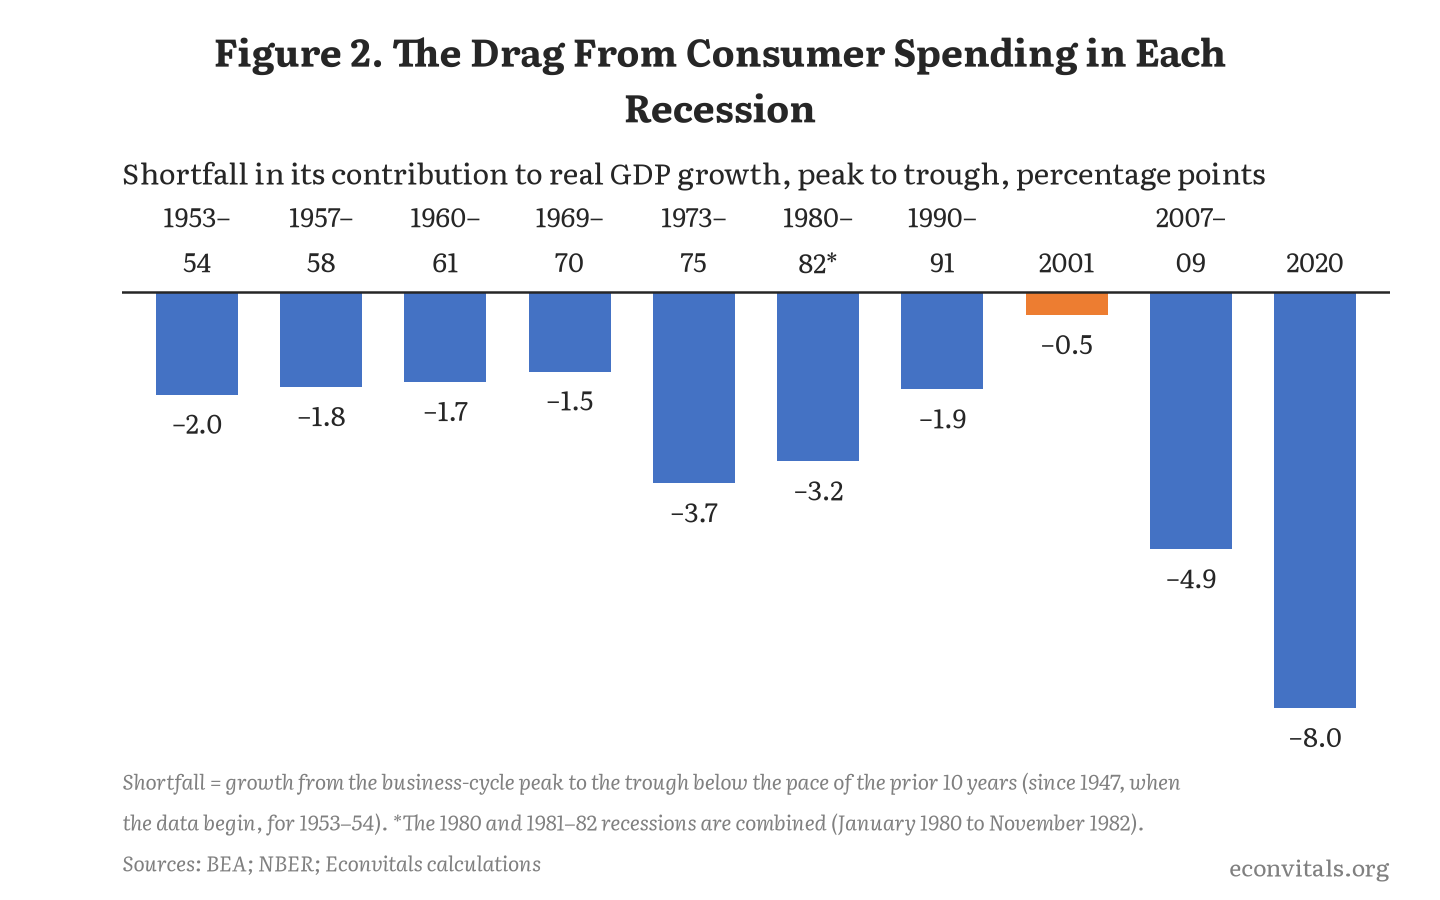 Figure 2. The Drag From Consumer Spending in Each
Recession
Shortfall in its contribution to real GDP growth, peak to trough, percentage points
1953– 1957– 1960– 1969– 1973– 1980– 1990– 2007–
54 58 61 70 75 82* 91 2001 09 2020
–2.0 –1.8 –1.7 –1.5 –3.7 –3.2 –1.9 –0.5 –4.9 –8.0
Shortfall = growth from the business-cycle peak to the trough below the pace of the prior 10 years (since 1947, when
the data begin, for 1953–54). *The 1980 and 1981–82 recessions are combined (January 1980 to November 1982).
Sources: BEA; NBER; Econvitals calculations
econvitals.org